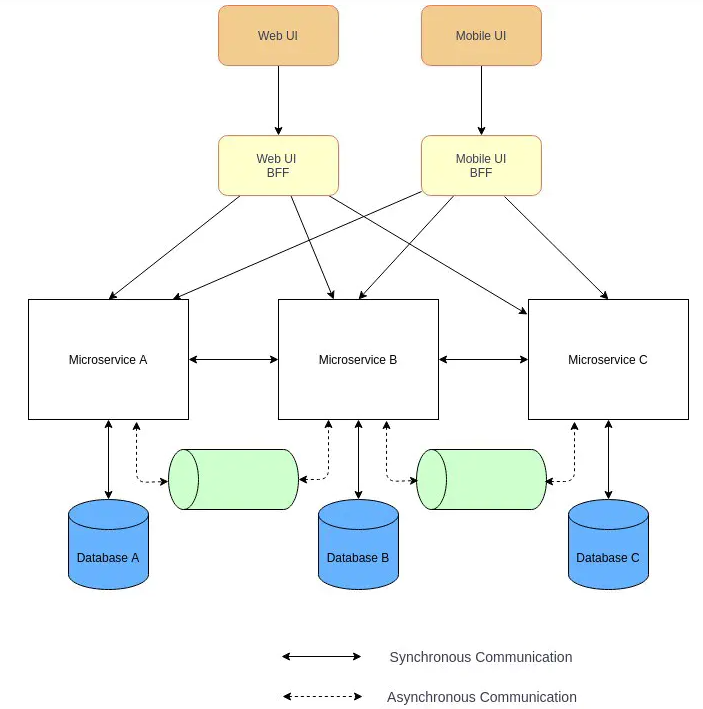 Web UI
Mobile UI
Web UI
BFF
Mobile UI
BFF
Microservice A
Microservice B
Microservice C
Database A
Database B
Database C
Synchronous Communication
Asynchronous Communication